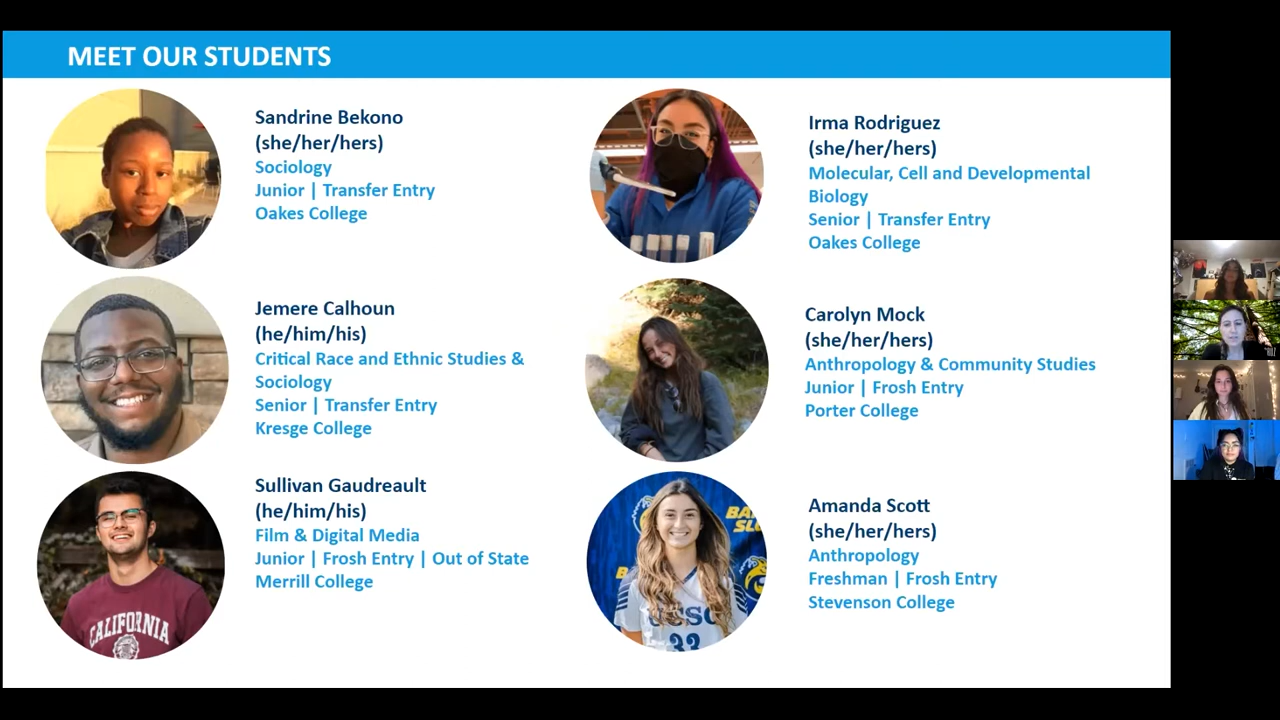 MEET OUR STUDENTS
Sandrine Bekono
(she/her/hers)
Sociology
Junior | Transfer Entry
Oakes College
Irma Rodriguez
(she/her/hers)
Molecular, Cell and Developmental
Biology
Senior | Transfer Entry
Oakes College
Jemere Calhoun
(he/him/his)
Critical Race and Ethnic Studies &
Sociology
Senior | Transfer Entry
Kresge College
Carolyn Mock
(she/her/hers)
Anthropology & Community Studies
Junior | Frosh Entry
Porter College
Sullivan Gaudreault
(he/him/his)
Film & Digital Media
Junior | Frosh Entry | Out of State
Merrill College
CALIFORNIA
Amanda Scott
(she/her/hers)
Anthropology
Freshman | Frosh Entry
Stevenson College
UCSC
33